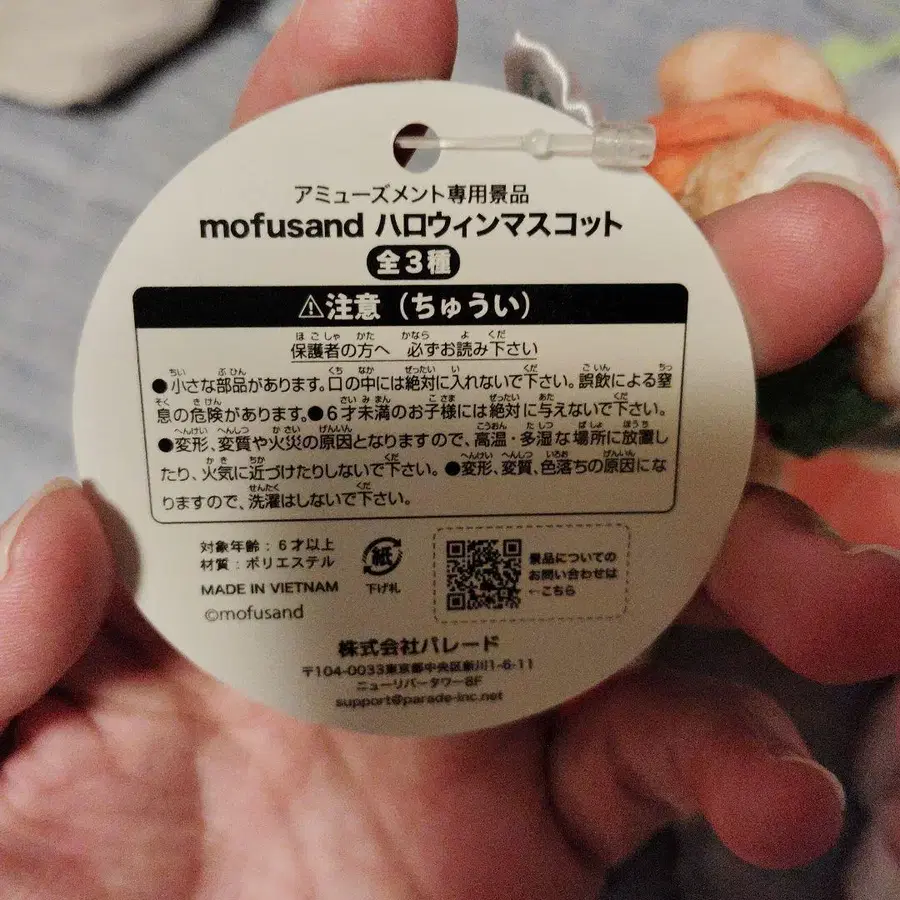 アミューズメント専用景品
mofusand ハロウィンマスコット
全3種
⚠注意（ちゅうい）
保護者の方へ 必ずお読み下さい
●小さな部品があります。口の中には絶対に入れないで下さい。誤飲による窒
息の危険があります。●6才未満のお子様には絶対に与えないで下さい。
●変形、変質や火災の原因となりますので、高温・多湿な場所に放置し
たり、火気に近づけたりしないで下さい。●変形、変質、色落ちの原因にな
りますので、洗濯はしないで下さい。
対象年齢：6才以上
材質：ポリエステル
MADE IN VIETNAM
©mofusand
紙
下げ札
景品についての
お問い合わせは
←こちら
株式会社パレード
〒104-0033東京都中央区新川1-6-11
ニューリバータワー8F
support@parade-inc.net